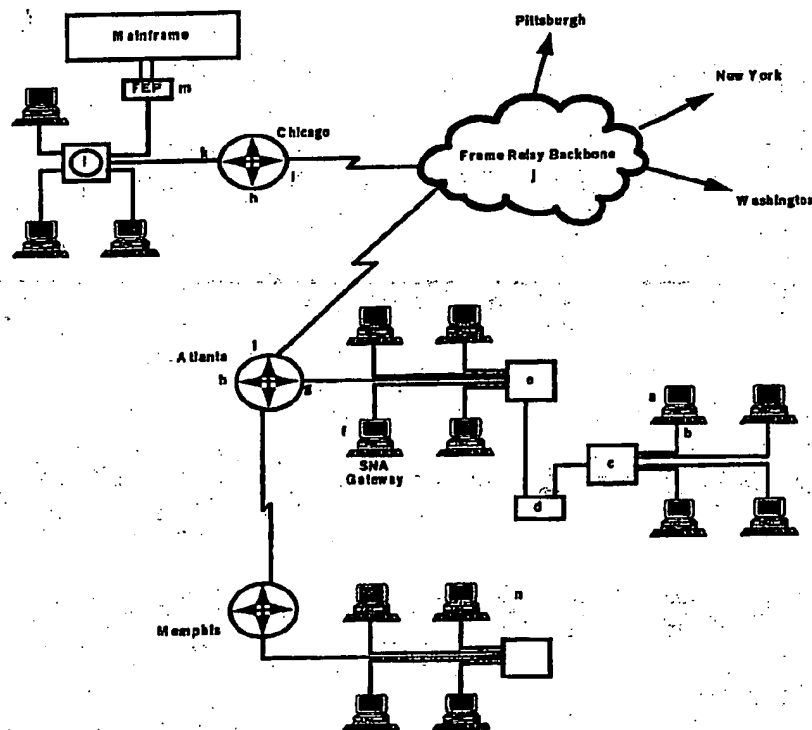 Mainframe
FEP m
Pittsburgh
New York
Washington
Chicago
k
h
Frame Relay Backbone
j
Atlanta
h
g
e
f
SNA
Gateway
a
b
c
d
Memphis
n